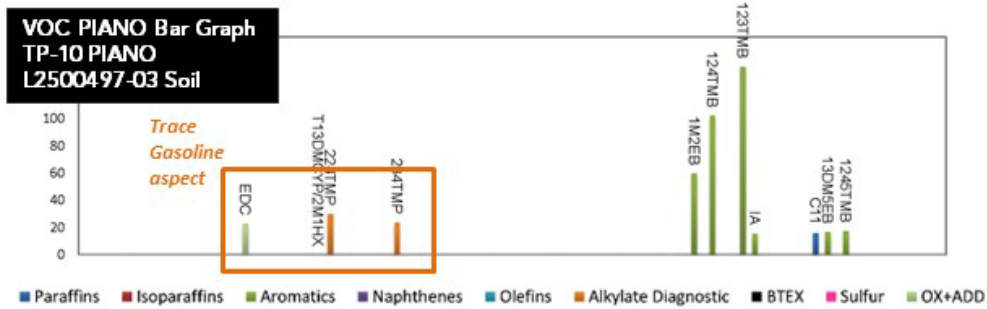 VOC PIANO Bar Graph
TP-10 PIANO
L2500497-03 Soil
100
80
60
40
20
0
Trace
Gasoline
aspect
EDC
T13DMCYP/2M1HX
224TMP
234TMP
1M2EB
124TMB
123TMB
IA
C11
13DM5EB
1245TMB
Paraffins Isoparaffins Aromatics Naphthenes Olefins Alkylate Diagnostic BTEX Sulfur OX+ADD